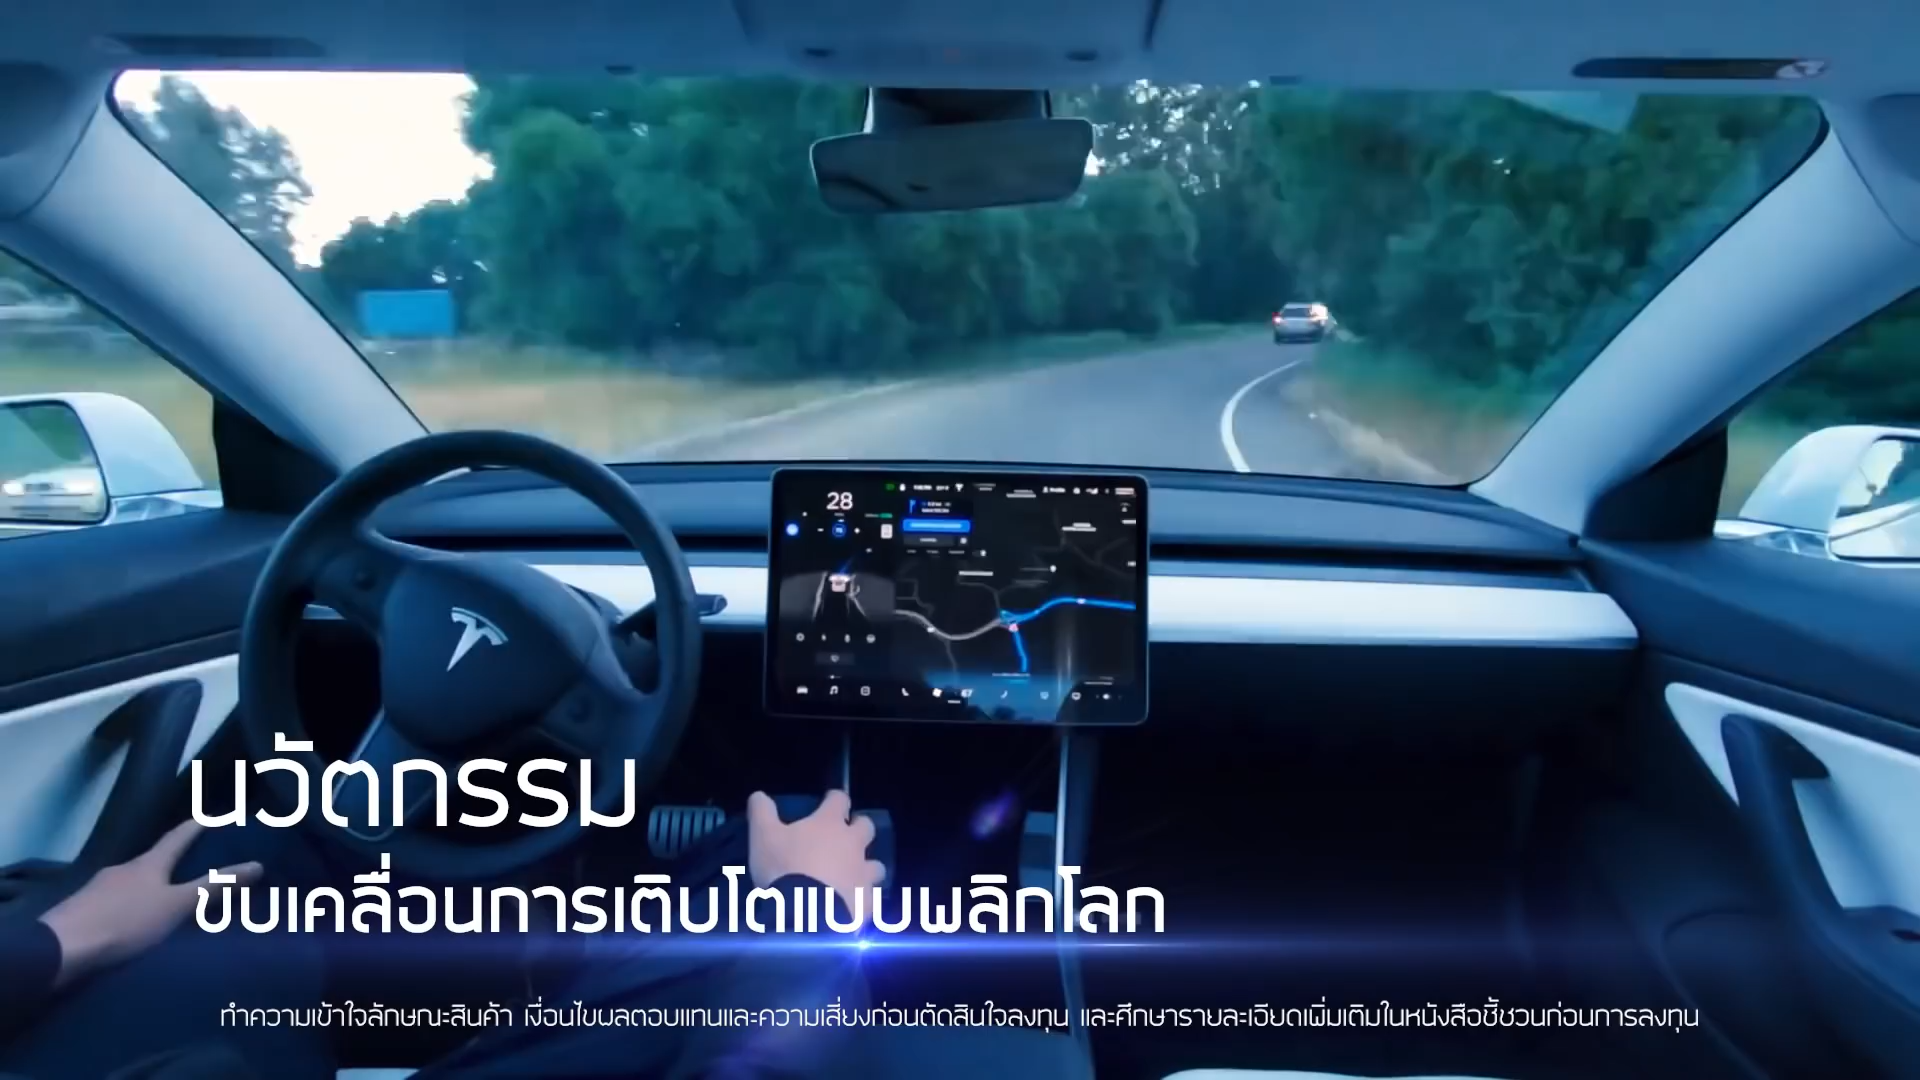 28
นวัตกรรม
ขับเคลื่อนการเติบโตแบบพลิกโลก
ทำความเข้าใจลักษณะสินค้า เงื่อนไขผลตอบแทนและความเสี่ยงก่อนตัดสินใจลงทุน และศึกษารายละเอียดเพิ่มเติมในหนังสือชี้ชวนก่อนการลงทุน